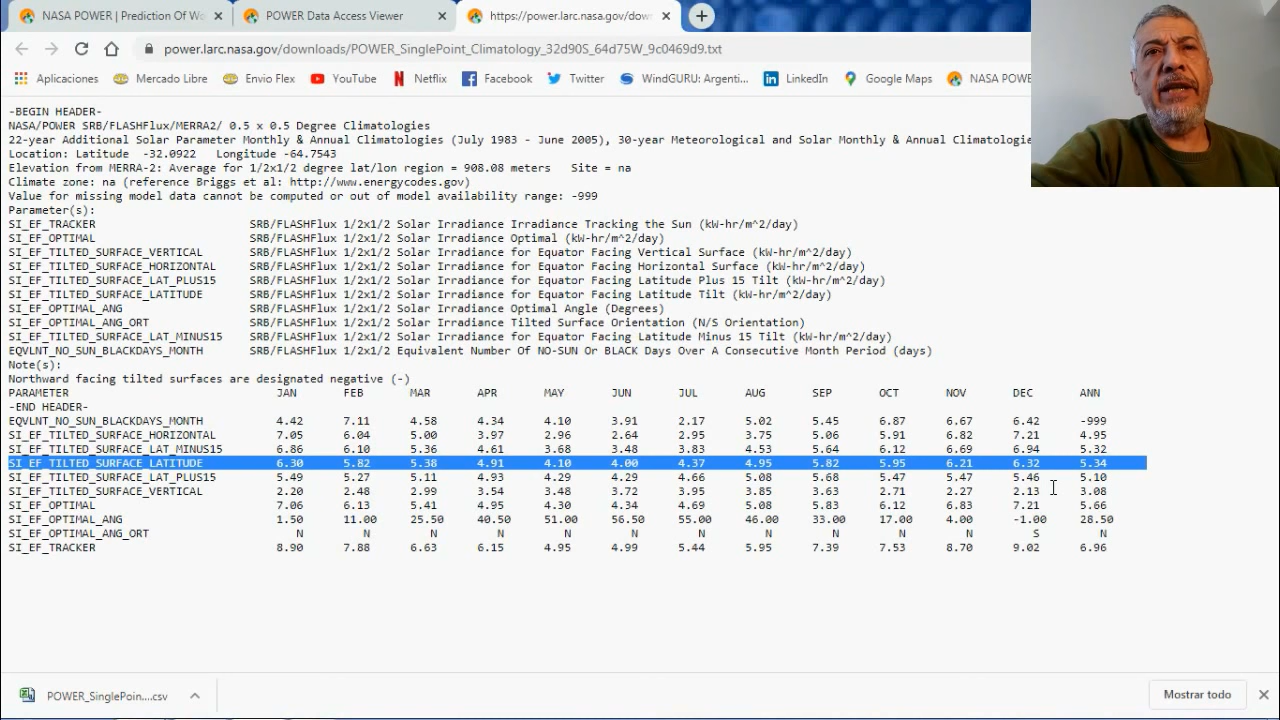 NASA POWER | Prediction Of Wo
POWER Data Access Viewer
https://power.larc.nasa.gov/dow
power.larc.nasa.gov/downloads/POWER_SinglePoint_Climatology_32d90S_64d75W_9c0469d9.txt
Aplicaciones
Mercado Libre
Envio Flex
YouTube
Netflix
Facebook
Twitter
WindGURU: Argenti...
LinkedIn
Google Maps
NASA POWE
-BEGIN HEADER-
NASA/POWER SRB/FLASHFlux/MERRA2/ 0.5 x 0.5 Degree Climatologies
22-year Additional Solar Parameter Monthly & Annual Climatologies (July 1983 - June 2005), 30-year Meteorological and Solar Monthly & Annual Climatologie
Location: Latitude -32.0922 Longitude -64.7543
Elevation from MERRA-2: Average for 1/2x1/2 degree lat/lon region = 908.08 meters Site = na
Climate zone: na (reference Briggs et al: http://www.energycodes.gov)
Value for missing model data cannot be computed or out of model availability range: -999
Parameter(s):
SI_EF_TRACKER SRB/FLASHFlux 1/2x1/2 Solar Irradiance Irradiance Tracking the Sun (kW-hr/m^2/day)
SI_EF_OPTIMAL SRB/FLASHFlux 1/2x1/2 Solar Irradiance Optimal (kW-hr/m^2/day)
SI_EF_TILTED_SURFACE_VERTICAL SRB/FLASHFlux 1/2x1/2 Solar Irradiance for Equator Facing Vertical Surface (kW-hr/m^2/day)
SI_EF_TILTED_SURFACE_HORIZONTAL SRB/FLASHFlux 1/2x1/2 Solar Irradiance for Equator Facing Horizontal Surface (kW-hr/m^2/day)
SI_EF_TILTED_SURFACE_LAT_PLUS15 SRB/FLASHFlux 1/2x1/2 Solar Irradiance for Equator Facing Latitude Plus 15 Tilt (kW-hr/m^2/day)
SI_EF_TILTED_SURFACE_LATITUDE SRB/FLASHFlux 1/2x1/2 Solar Irradiance for Equator Facing Latitude Tilt (kW-hr/m^2/day)
SI_EF_OPTIMAL_ANG SRB/FLASHFlux 1/2x1/2 Solar Irradiance Optimal Angle (Degrees)
SI_EF_OPTIMAL_ANG_ORT SRB/FLASHFlux 1/2x1/2 Solar Irradiance Tilted Surface Orientation (N/S Orientation)
SI_EF_TILTED_SURFACE_LAT_MINUS15 SRB/FLASHFlux 1/2x1/2 Solar Irradiance for Equator Facing Latitude Minus 15 Tilt (kW-hr/m^2/day)
EQVLNT_NO_SUN_BLACKDAYS_MONTH SRB/FLASHFlux 1/2x1/2 Equivalent Number Of NO-SUN Or BLACK Days Over A Consecutive Month Period (days)
Note(s):
Northward facing tilted surfaces are designated negative (-)
PARAMETER JAN FEB MAR APR MAY JUN JUL AUG SEP OCT NOV DEC ANN
-END HEADER-
EQVLNT_NO_SUN_BLACKDAYS_MONTH 4.42 7.11 4.58 4.34 4.10 3.91 2.17 5.02 5.45 6.87 6.67 6.42 -999
SI_EF_TILTED_SURFACE_HORIZONTAL 7.05 6.04 5.00 3.97 2.96 2.64 2.95 3.75 5.06 5.91 6.82 7.21 4.95
SI_EF_TILTED_SURFACE_LAT_MINUS15 6.86 6.10 5.36 4.61 3.68 3.48 3.83 4.53 5.64 6.12 6.69 6.94 5.32
SI_EF_TILTED_SURFACE_LATITUDE 6.30 5.82 5.38 4.91 4.10 4.00 4.37 4.95 5.82 5.95 6.21 6.32 5.34
SI_EF_TILTED_SURFACE_LAT_PLUS15 5.49 5.27 5.11 4.93 4.29 4.29 4.66 5.08 5.68 5.47 5.47 5.46 5.10
SI_EF_TILTED_SURFACE_VERTICAL 2.20 2.48 2.99 3.54 3.48 3.72 3.95 3.85 3.63 2.71 2.27 2.13 3.08
SI_EF_OPTIMAL 7.06 6.13 5.41 4.95 4.30 4.34 4.69 5.08 5.83 6.12 6.83 7.21 5.66
SI_EF_OPTIMAL_ANG 1.50 11.00 25.50 40.50 51.00 56.50 55.00 46.00 33.00 17.00 4.00 -1.00 28.50
SI_EF_OPTIMAL_ANG_ORT N N N N N N N N N N N S N
SI_EF_TRACKER 8.90 7.88 6.63 6.15 4.95 4.99 5.44 5.95 7.39 7.53 8.70 9.02 6.96
POWER_SinglePoin....csv
Mostrar todo